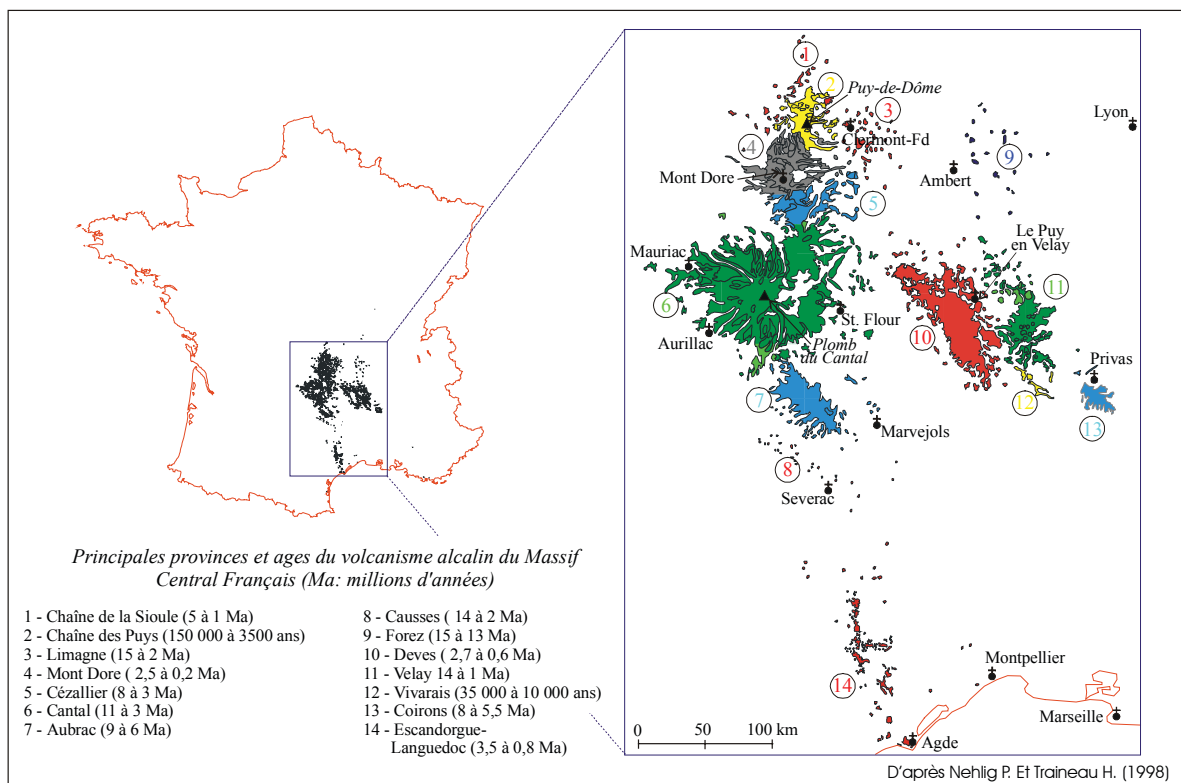 Principales provinces et ages du volcanisme alcalin du Massif
Central Français (Ma: millions d'années)
1 - Chaîne de la Sioule (5 à 1 Ma)
2 - Chaîne des Puys (150 000 à 3500 ans)
3 - Limagne (15 à 2 Ma)
4 - Mont Dore ( 2,5 à 0,2 Ma)
5 - Cézallier (8 à 3 Ma)
6 - Cantal (11 à 3 Ma)
7 - Aubrac (9 à 6 Ma)
8 - Causses ( 14 à 2 Ma)
9 - Forez (15 à 13 Ma)
10 - Deves ( 2,7 à 0,6 Ma)
11 - Velay 14 à 1 Ma)
12 - Vivarais (35 000 à 10 000 ans)
13 - Coirons (8 à 5,5 Ma)
14 - Escandorgue-
Languedoc (3,5 à 0,8 Ma)
1
2
Puy-de-Dôme
3
Lyon
Clermont-Fd
4
9
Mont Dore
Ambert
5
Le Puy
en Velay
Mauriac
11
6
St. Flour
Aurillac
10
Plomb
du Cantal
Privas
7
12
13
Marvejols
8
Severac
Montpellier
14
Marseille
0 50 100 km
Agde
D'après Nehlig P. Et Traineau H. (1998)